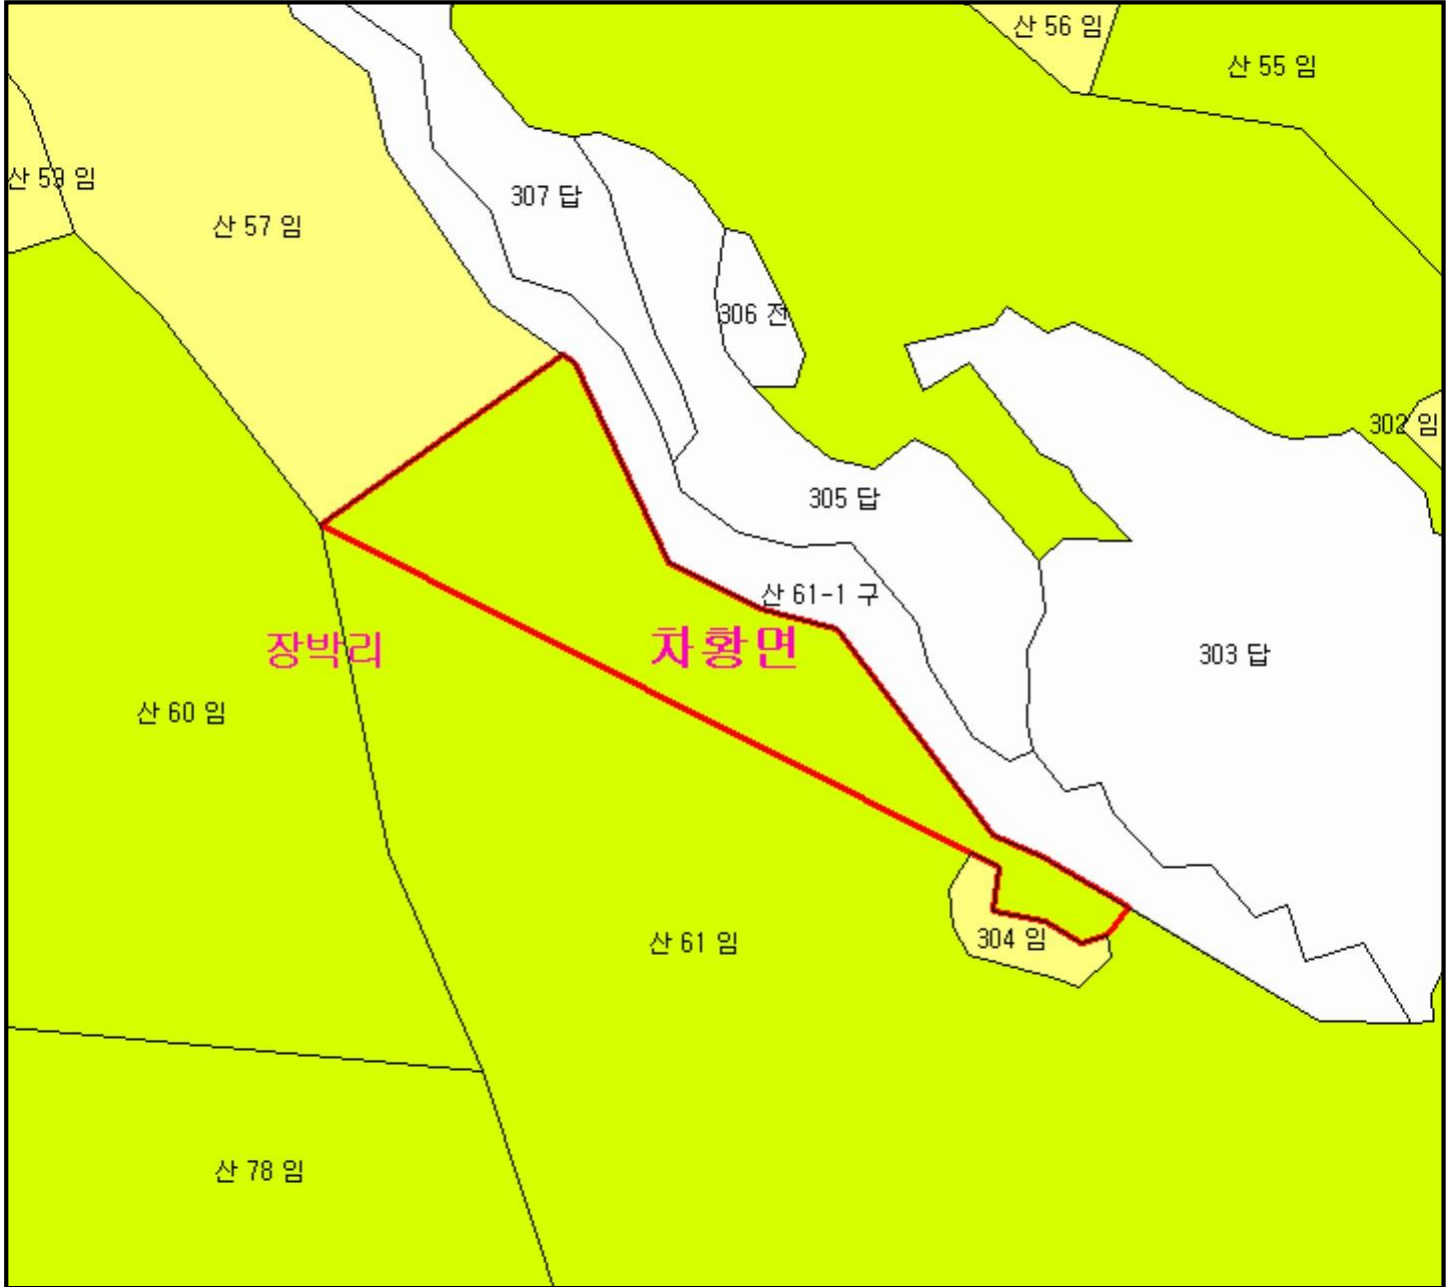 산 56 임
산 55 임
산 59 임
307 답
산 57 임
306 전
302 임
305 답
산 61-1 구
장박리
차황면
303 답
산 60 임
304 임
산 61 임
산 78 임